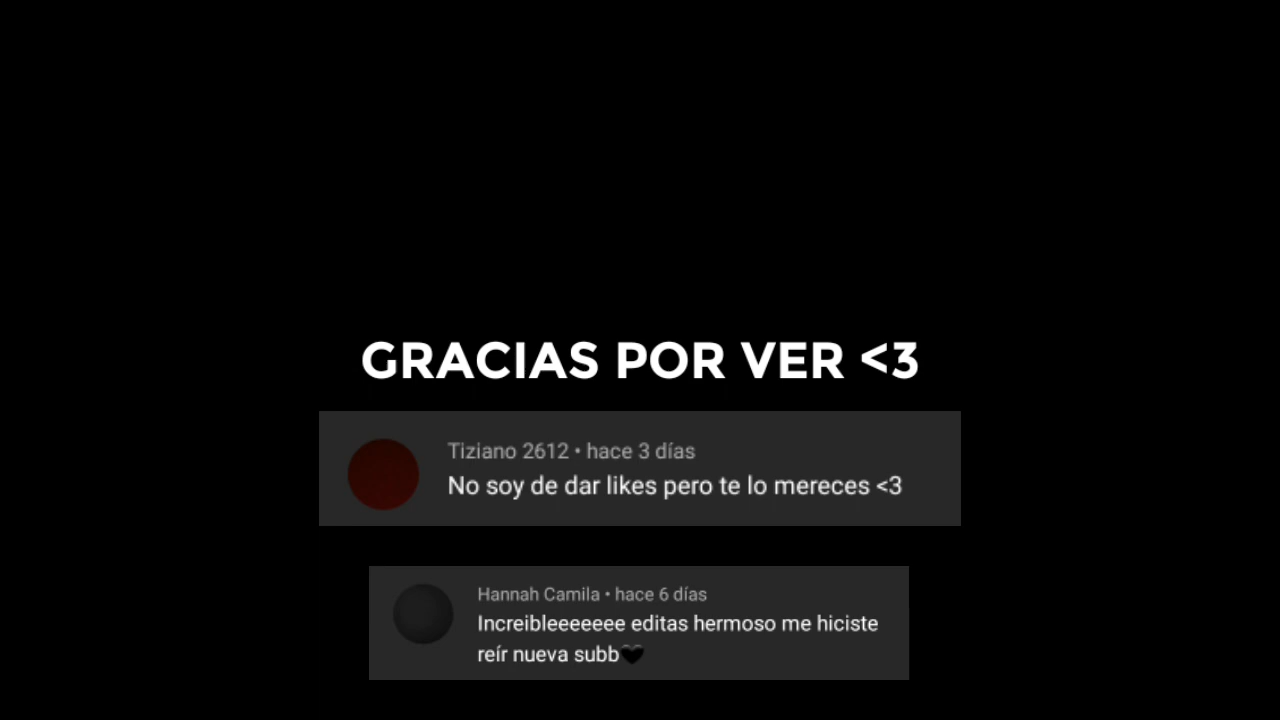 GRACIAS POR VER <3
Tiziano 2612 • hace 3 días
No soy de dar likes pero te lo mereces <3
Hannah Camila • hace 6 días
Increibleeeeeee editas hermoso me hiciste
reír nueva subb🖤